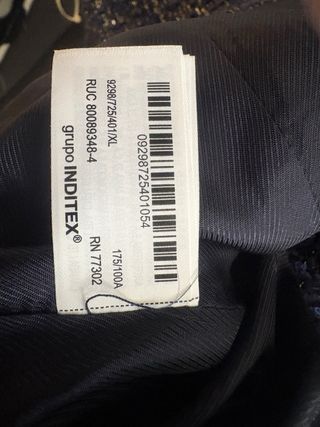 09298725401054
9298/725/401/XL 175/100A
RUC 80089348-4
grupo INDITEX® RN 77302